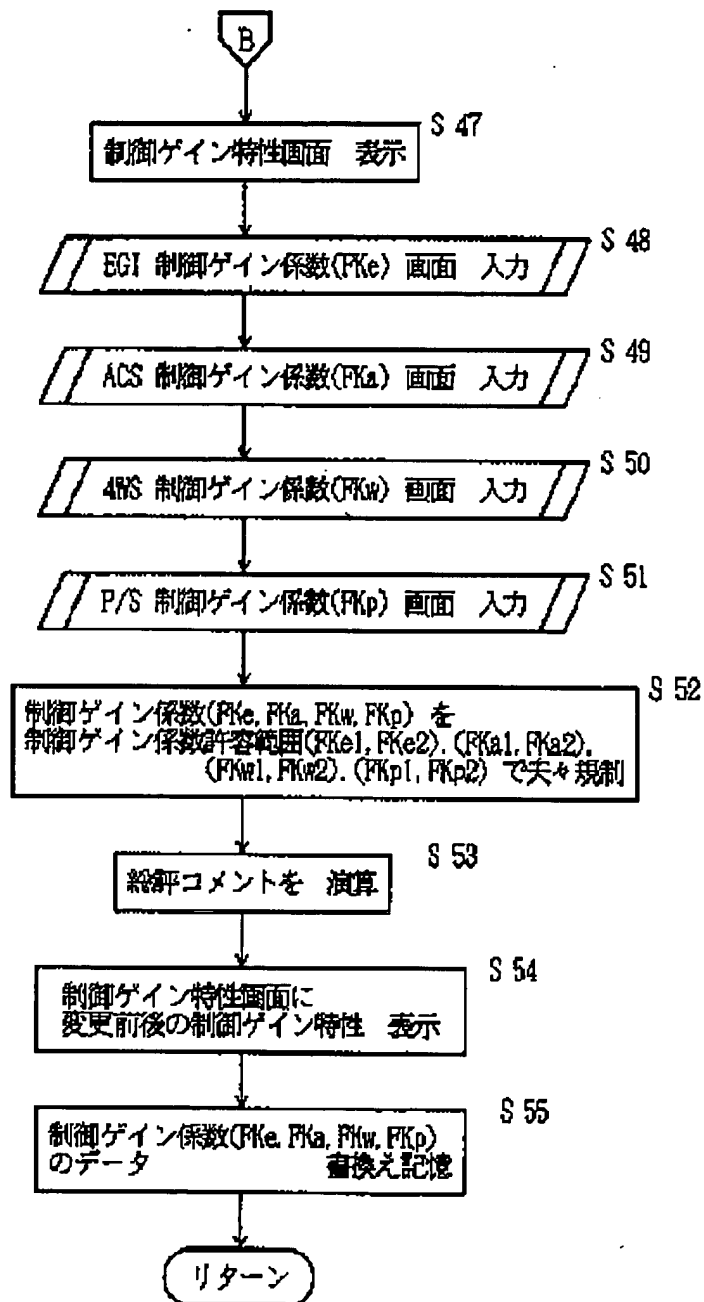 B
S 47
制御ゲイン特性画面 表示
S 48
EGI 制御ゲイン係数(FKe) 画面 入力
S 49
ACS 制御ゲイン係数(FKa) 画面 入力
S 50
4WS 制御ゲイン係数(FKw) 画面 入力
S 51
P/S 制御ゲイン係数(FKp) 画面 入力
S 52
制御ゲイン係数(FKe, FKa, FKw, FKp) を
制御ゲイン係数許容範囲(FKe1, FKe2). (FKa1, FKa2).
(FKw1, FKw2). (FKp1, FKp2) で夫々規制
S 53
総評コメントを 演算
S 54
制御ゲイン特性画面に
変更前後の制御ゲイン特性 表示
S 55
制御ゲイン係数(FKe, FKa, FKw, FKp)
のデータ 書換え記憶
リターン